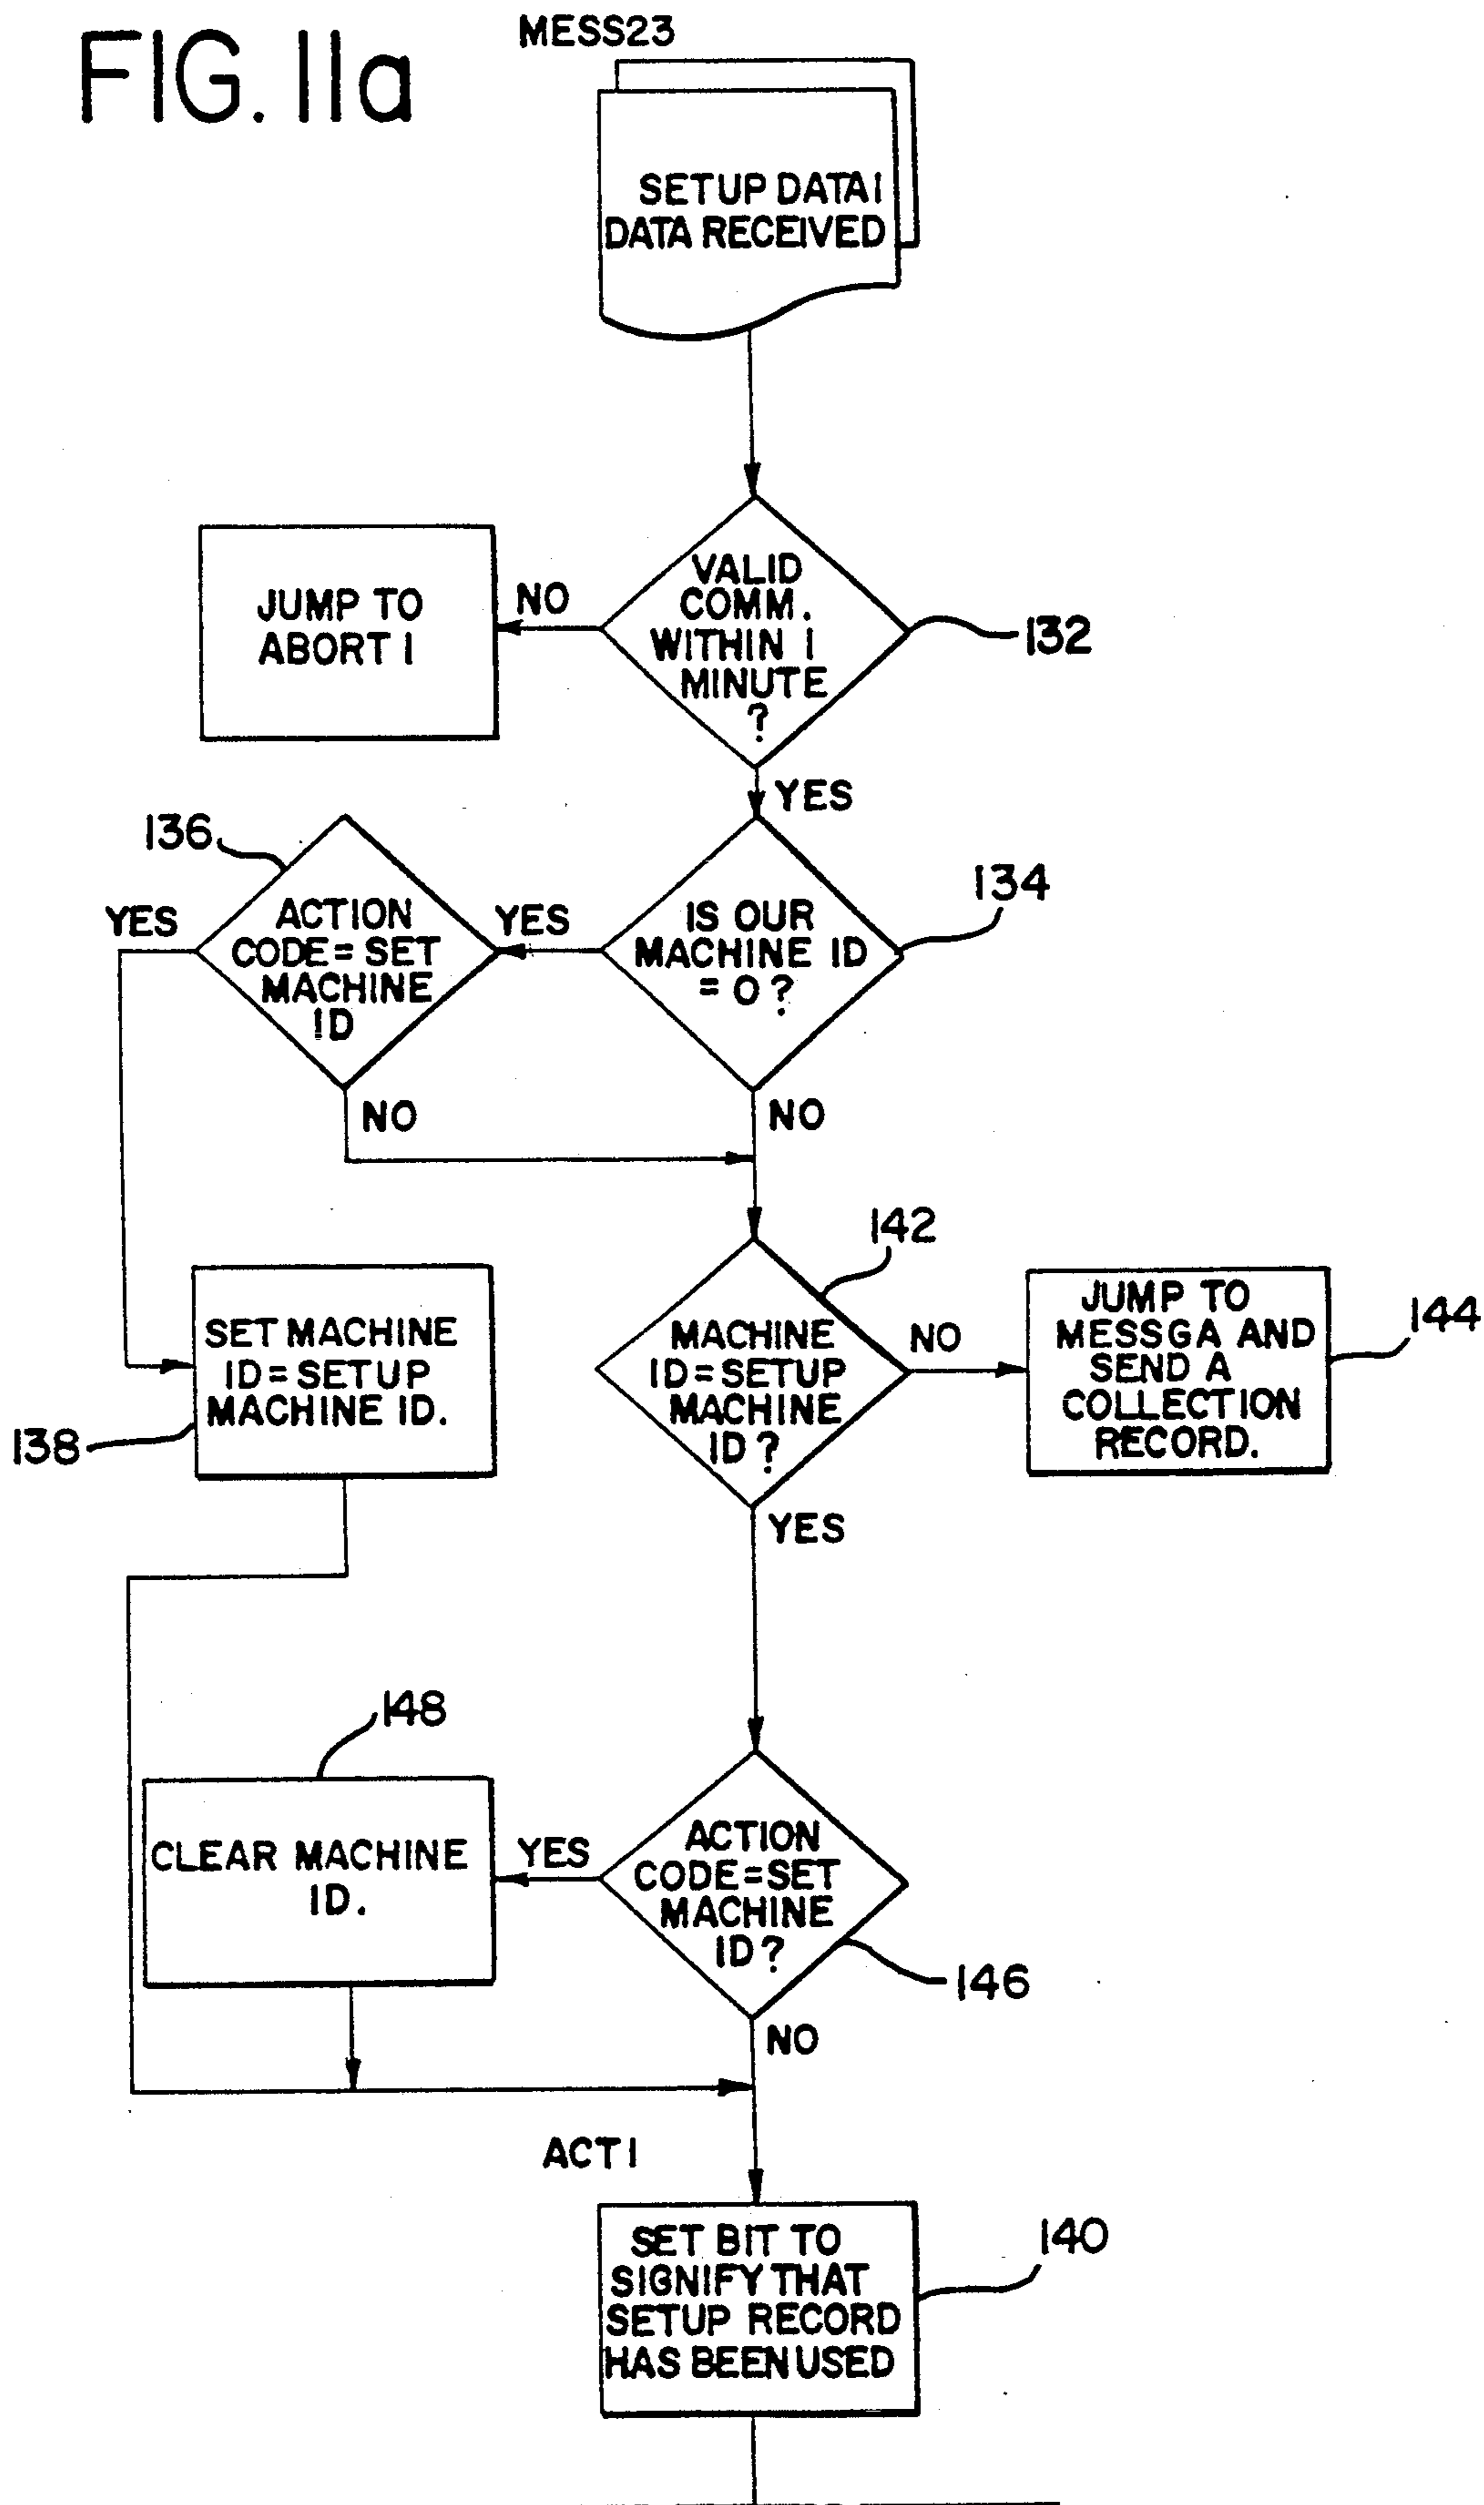 FIG. 11a
MESS23
SETUP DATA1
DATA RECEIVED
VALID
COMM.
WITHIN 1
MINUTE
?
132
NO
JUMP TO
ABORT 1
YES
136
134
IS OUR
MACHINE ID
= 0 ?
YES
ACTION
CODE = SET
MACHINE
ID
YES
NO
NO
142
MACHINE
ID = SETUP
MACHINE
ID ?
NO
JUMP TO
MESSGA AND
SEND A
COLLECTION
RECORD.
144
SET MACHINE
ID = SETUP
MACHINE ID.
138
YES
148
CLEAR MACHINE
ID.
YES
ACTION
CODE = SET
MACHINE
ID ?
146
NO
ACT1
SET BIT TO
SIGNIFY THAT
SETUP RECORD
HAS BEEN USED
140